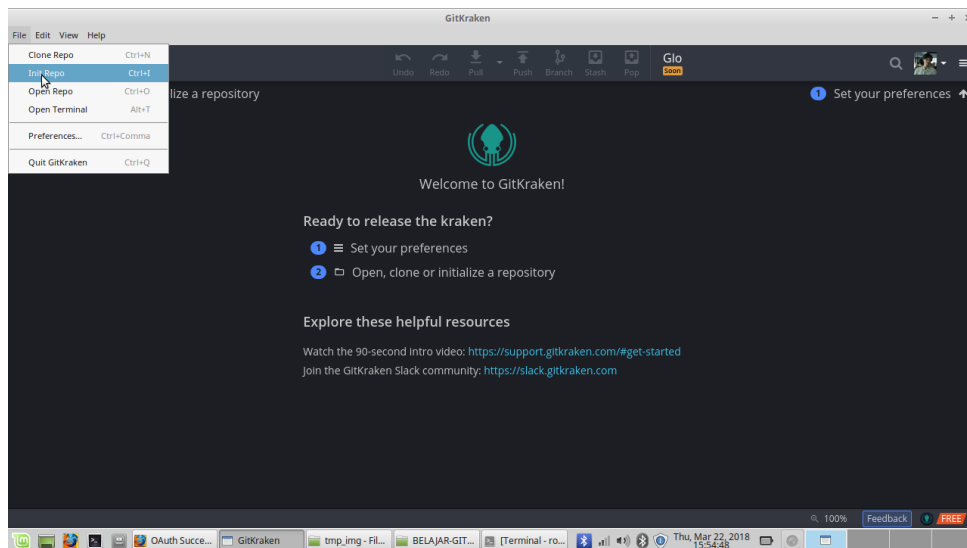 GitKraken
File Edit View Help
Clone Repo Ctrl+N
Init Repo Ctrl+I
Open Repo Ctrl+O
Open Terminal Alt+T
Preferences... Ctrl+Comma
Quit GitKraken Ctrl+Q
Undo Redo Pull Push Branch Stash Pop
Glo
Soon
lize a repository
1 Set your preferences
Welcome to GitKraken!
Ready to release the kraken?
1 Set your preferences
2 Open, clone or initialize a repository
Explore these helpful resources
Watch the 90-second intro video: https://support.gitkraken.com/#get-started
Join the GitKraken Slack community: https://slack.gitkraken.com
100% Feedback FREE
OAuth Succe... GitKraken tmp_img - Fil... BELAJAR-GIT... [Terminal - ro... Thu, Mar 22, 2018
15:54:48